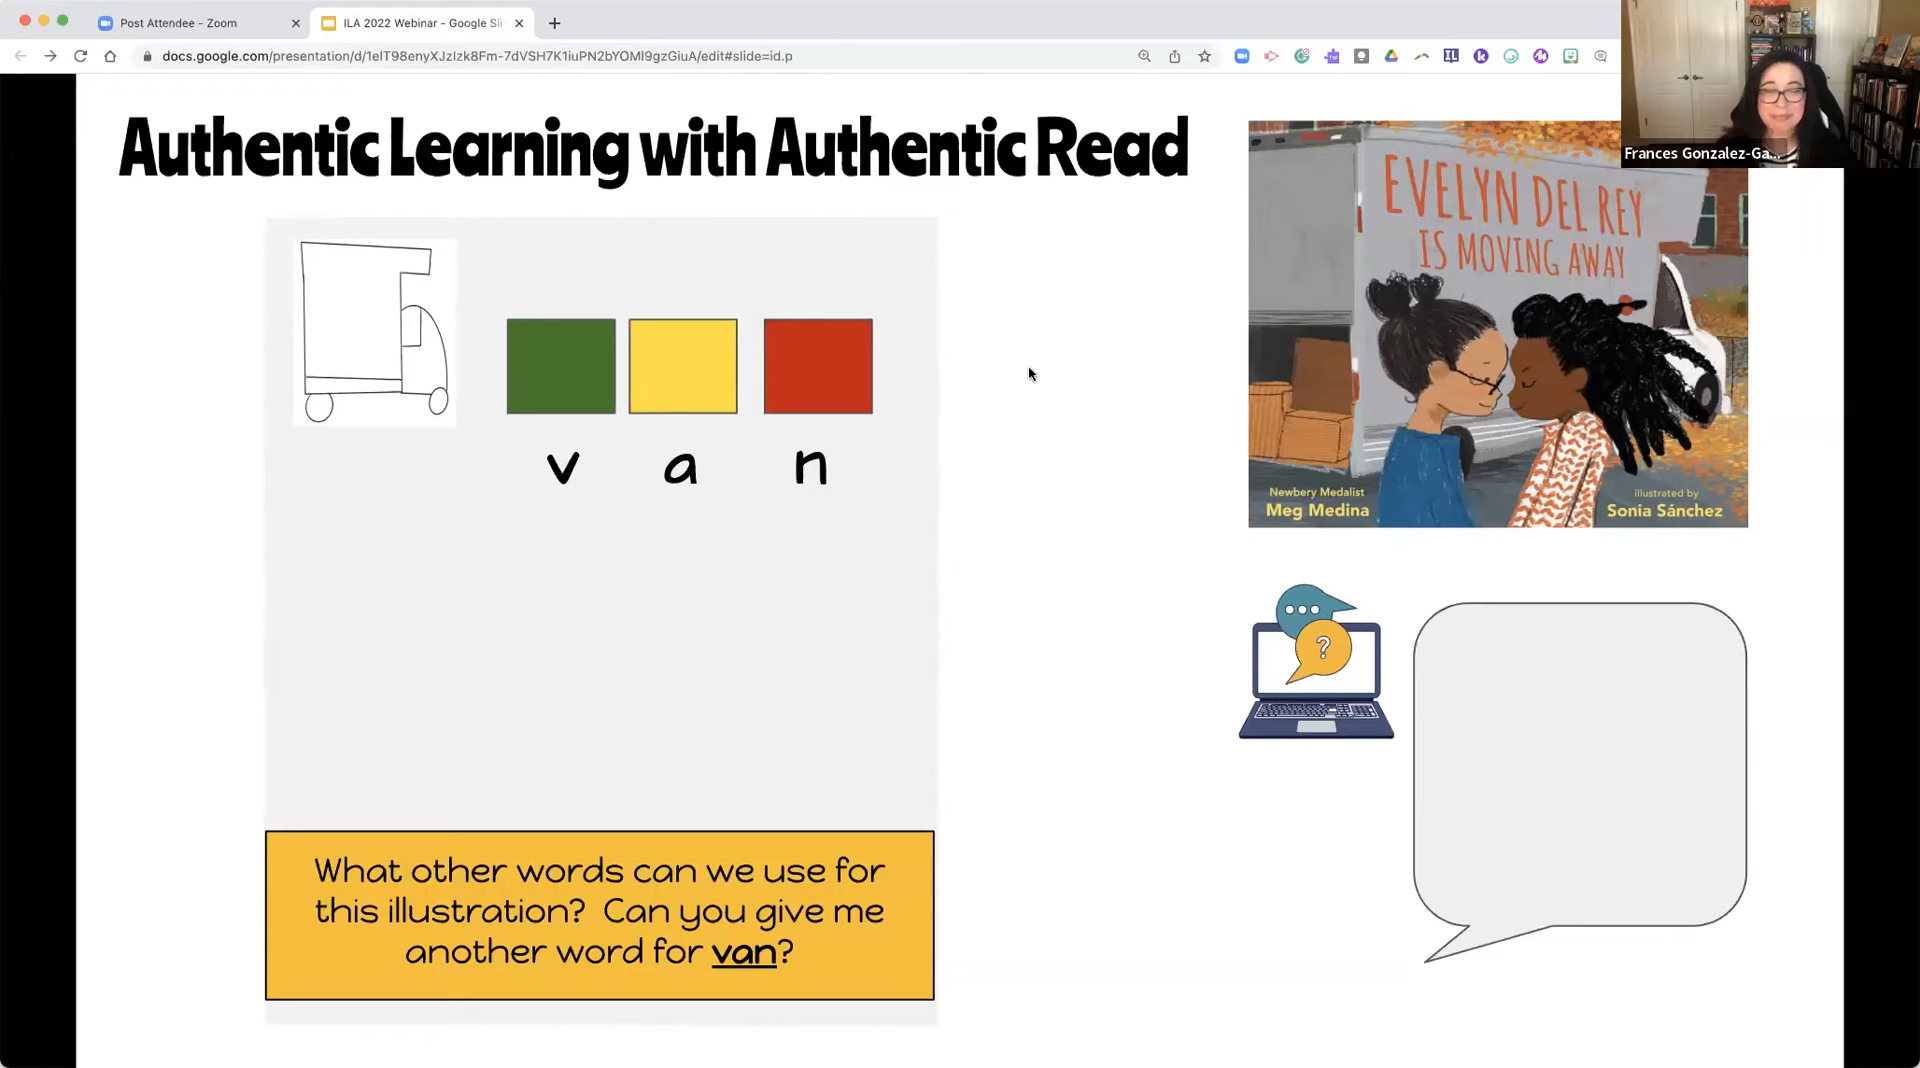 Post Attendee - Zoom
ILA 2022 Webinar - Google Sli
docs.google.com/presentation/d/1eIT98enyXJzIzk8Fm-7dVSH7K1iuPN2bYOMl9gzGiuA/edit#slide=id.p
Frances Gonzalez-Ga...
Authentic Learning with Authentic Read
EVELYN DEL REY
IS MOVING AWAY
Newbery Medalist
Meg Medina
illustrated by
Sonia Sánchez
v a n
?
What other words can we use for
this illustration? Can you give me
another word for van?